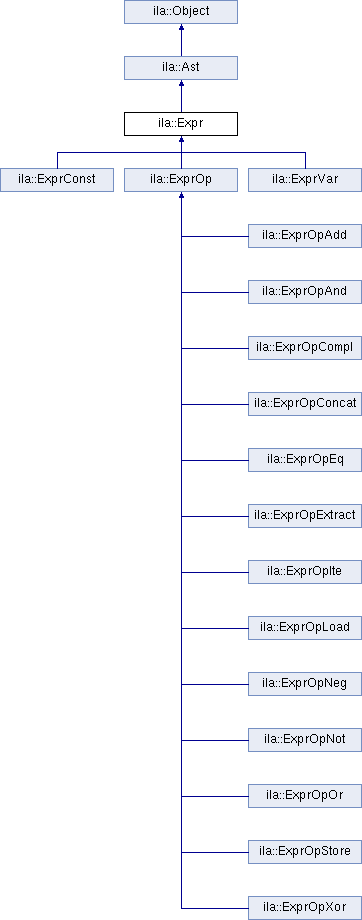 ila::Object
ila::Ast
ila::Expr
ila::ExprConst
ila::ExprOp
ila::ExprVar
ila::ExprOpAdd
ila::ExprOpAnd
ila::ExprOpCompl
ila::ExprOpConcat
ila::ExprOpEq
ila::ExprOpExtract
ila::ExprOpIte
ila::ExprOpLoad
ila::ExprOpNeg
ila::ExprOpNot
ila::ExprOpOr
ila::ExprOpStore
ila::ExprOpXor